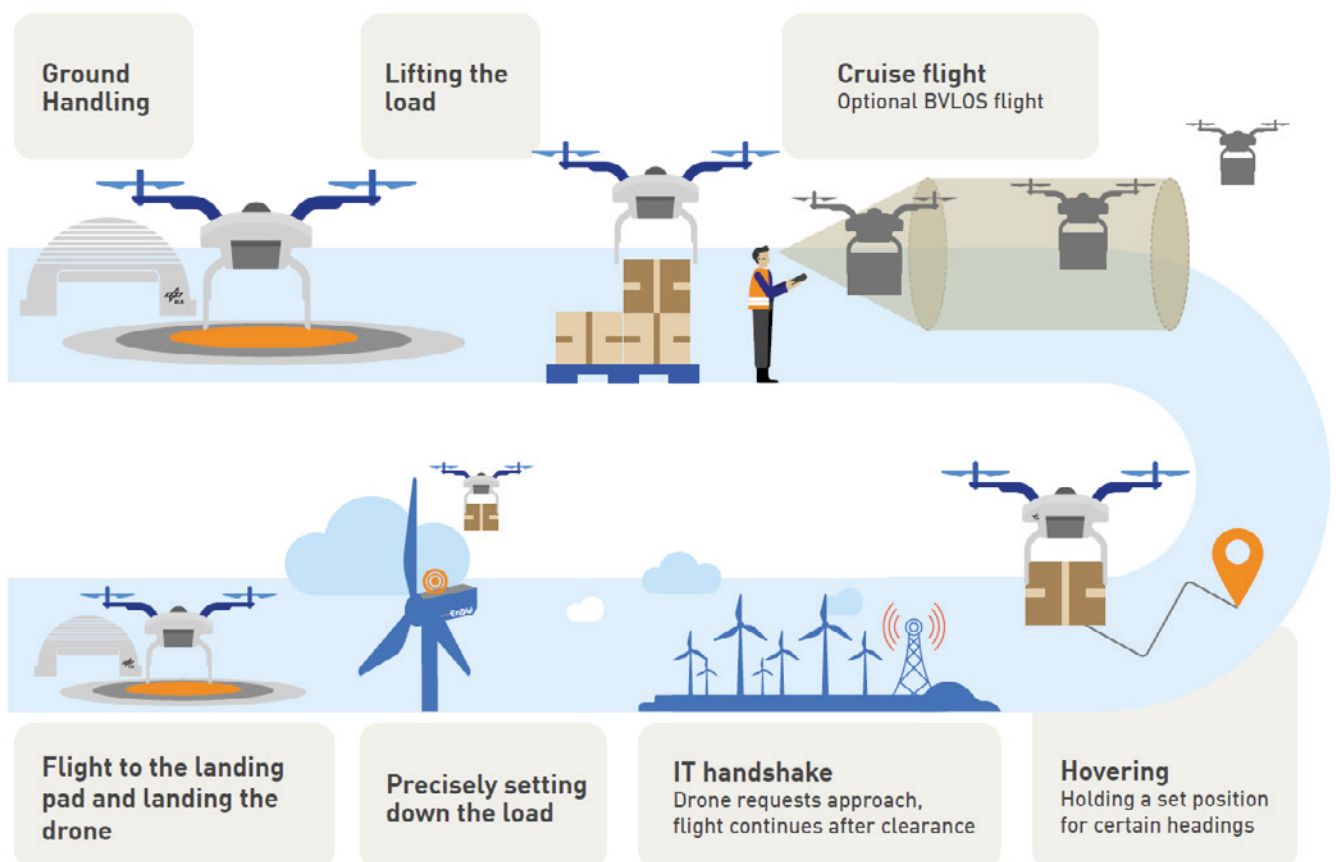 Ground
Handling
Lifting the
load
Cruise flight
Optional BVLOS flight
DLR
EnBW
Hovering
Holding a set position
for certain headings
IT handshake
Drone requests approach,
flight continues after clearance
Precisely setting
down the load
Flight to the landing
pad and landing the
drone